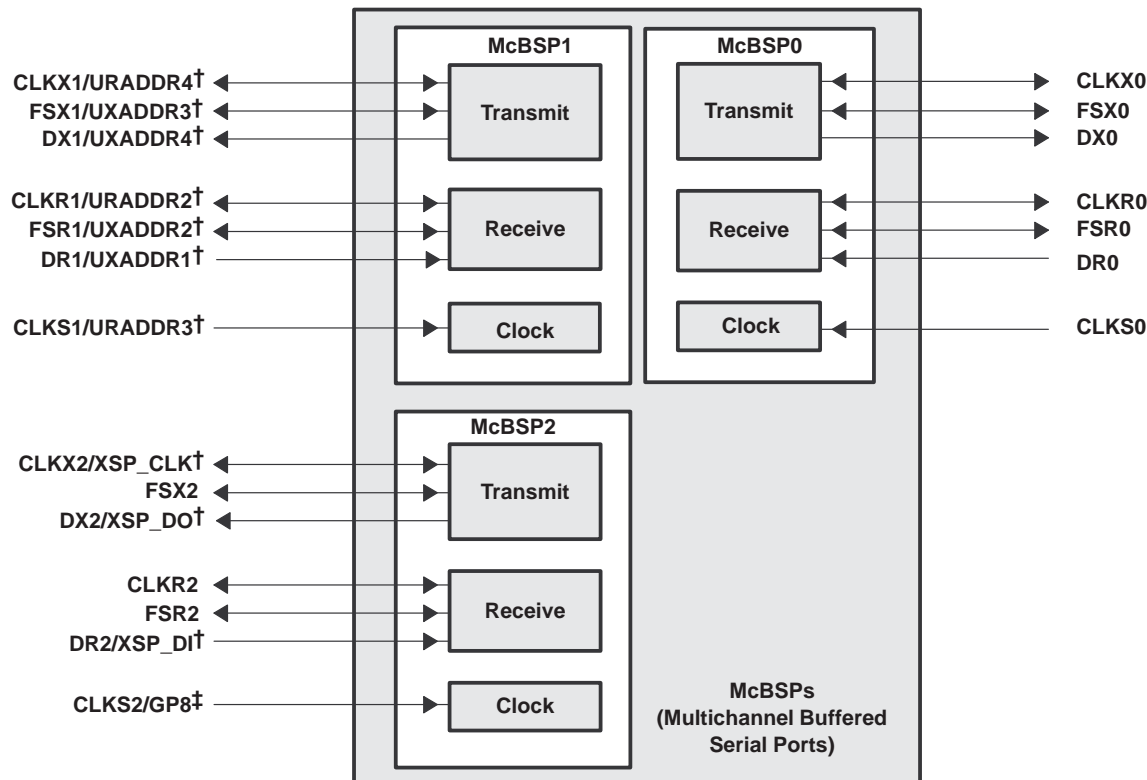 McBSP1
McBSP0
CLKX1/URADDR4†
FSX1/UXADDR3†
DX1/UXADDR4†
Transmit
Transmit
CLKX0
FSX0
DX0
CLKR1/URADDR2†
FSR1/UXADDR2†
DR1/UXADDR1†
Receive
Receive
CLKR0
FSR0
DR0
CLKS1/URADDR3†
Clock
Clock
CLKS0
McBSP2
CLKX2/XSP_CLK†
FSX2
DX2/XSP_DO†
Transmit
CLKR2
FSR2
DR2/XSP_DI†
Receive
CLKS2/GP8‡
Clock
McBSPs
(Multichannel Buffered
Serial Ports)